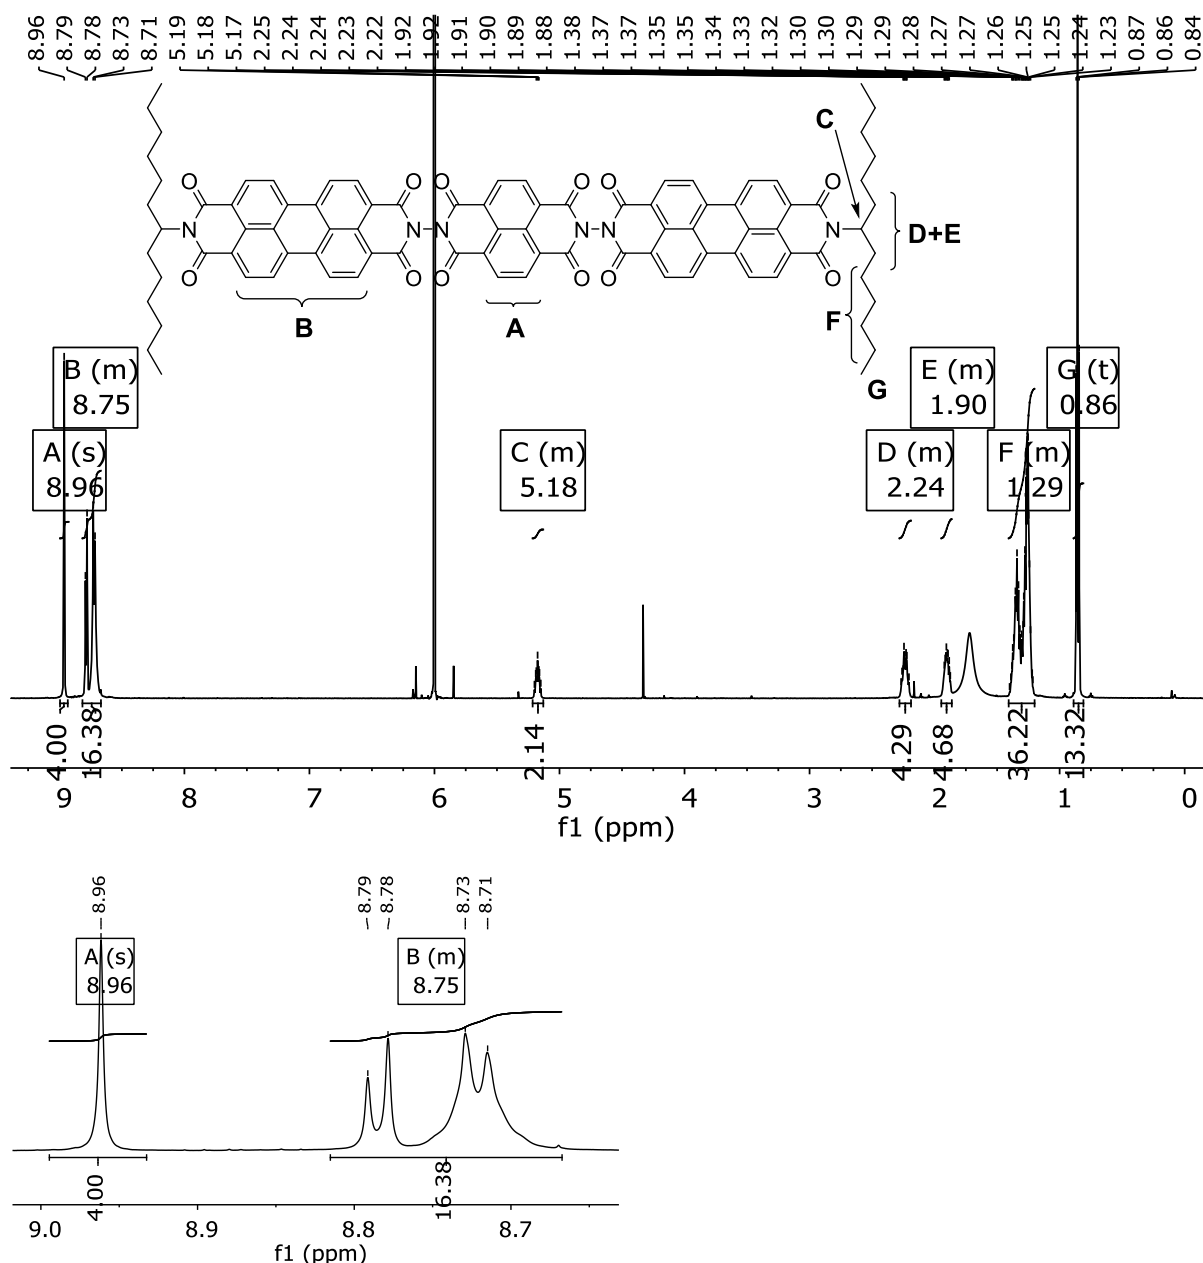 8.96 8.79 8.78 8.73 8.71 5.19 5.18 5.17 2.25 2.24 2.24 2.23 2.22 1.92 1.92 1.91 1.90 1.89 1.88 1.38 1.37 1.37 1.35 1.35 1.34 1.32 1.30 1.30 1.29 1.29 1.28 1.27 1.27 1.26 1.25 1.25 1.24 1.23 0.87 0.86 0.84
C
O O O O O O
N N N N N N
O O O O O O
D+E
B
A
F
G
B (m)
8.75
E (m)
1.90
G (t)
0.86
A (s)
8.96
C (m)
5.18
D (m)
2.24
F (m)
1.29
4.00 16.38 2.14 4.29 4.68 36.22 13.32
9 8 7 6 5 4 3 2 1 0
f1 (ppm)
8.96 8.79 8.78 8.73 8.71
A (s)
8.96
B (m)
8.75
4.00 16.38
9.0 8.9 8.8 8.7
f1 (ppm)